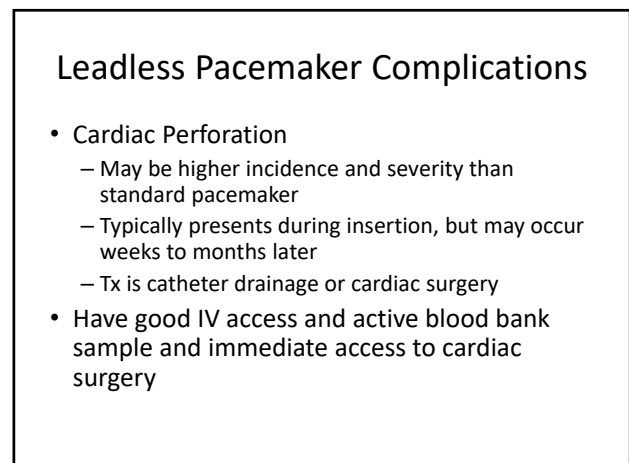 Leadless Pacemaker Complications
• Cardiac Perforation
– May be higher incidence and severity than
standard pacemaker
– Typically presents during insertion, but may occur
weeks to months later
– Tx is catheter drainage or cardiac surgery
• Have good IV access and active blood bank
sample and immediate access to cardiac
surgery